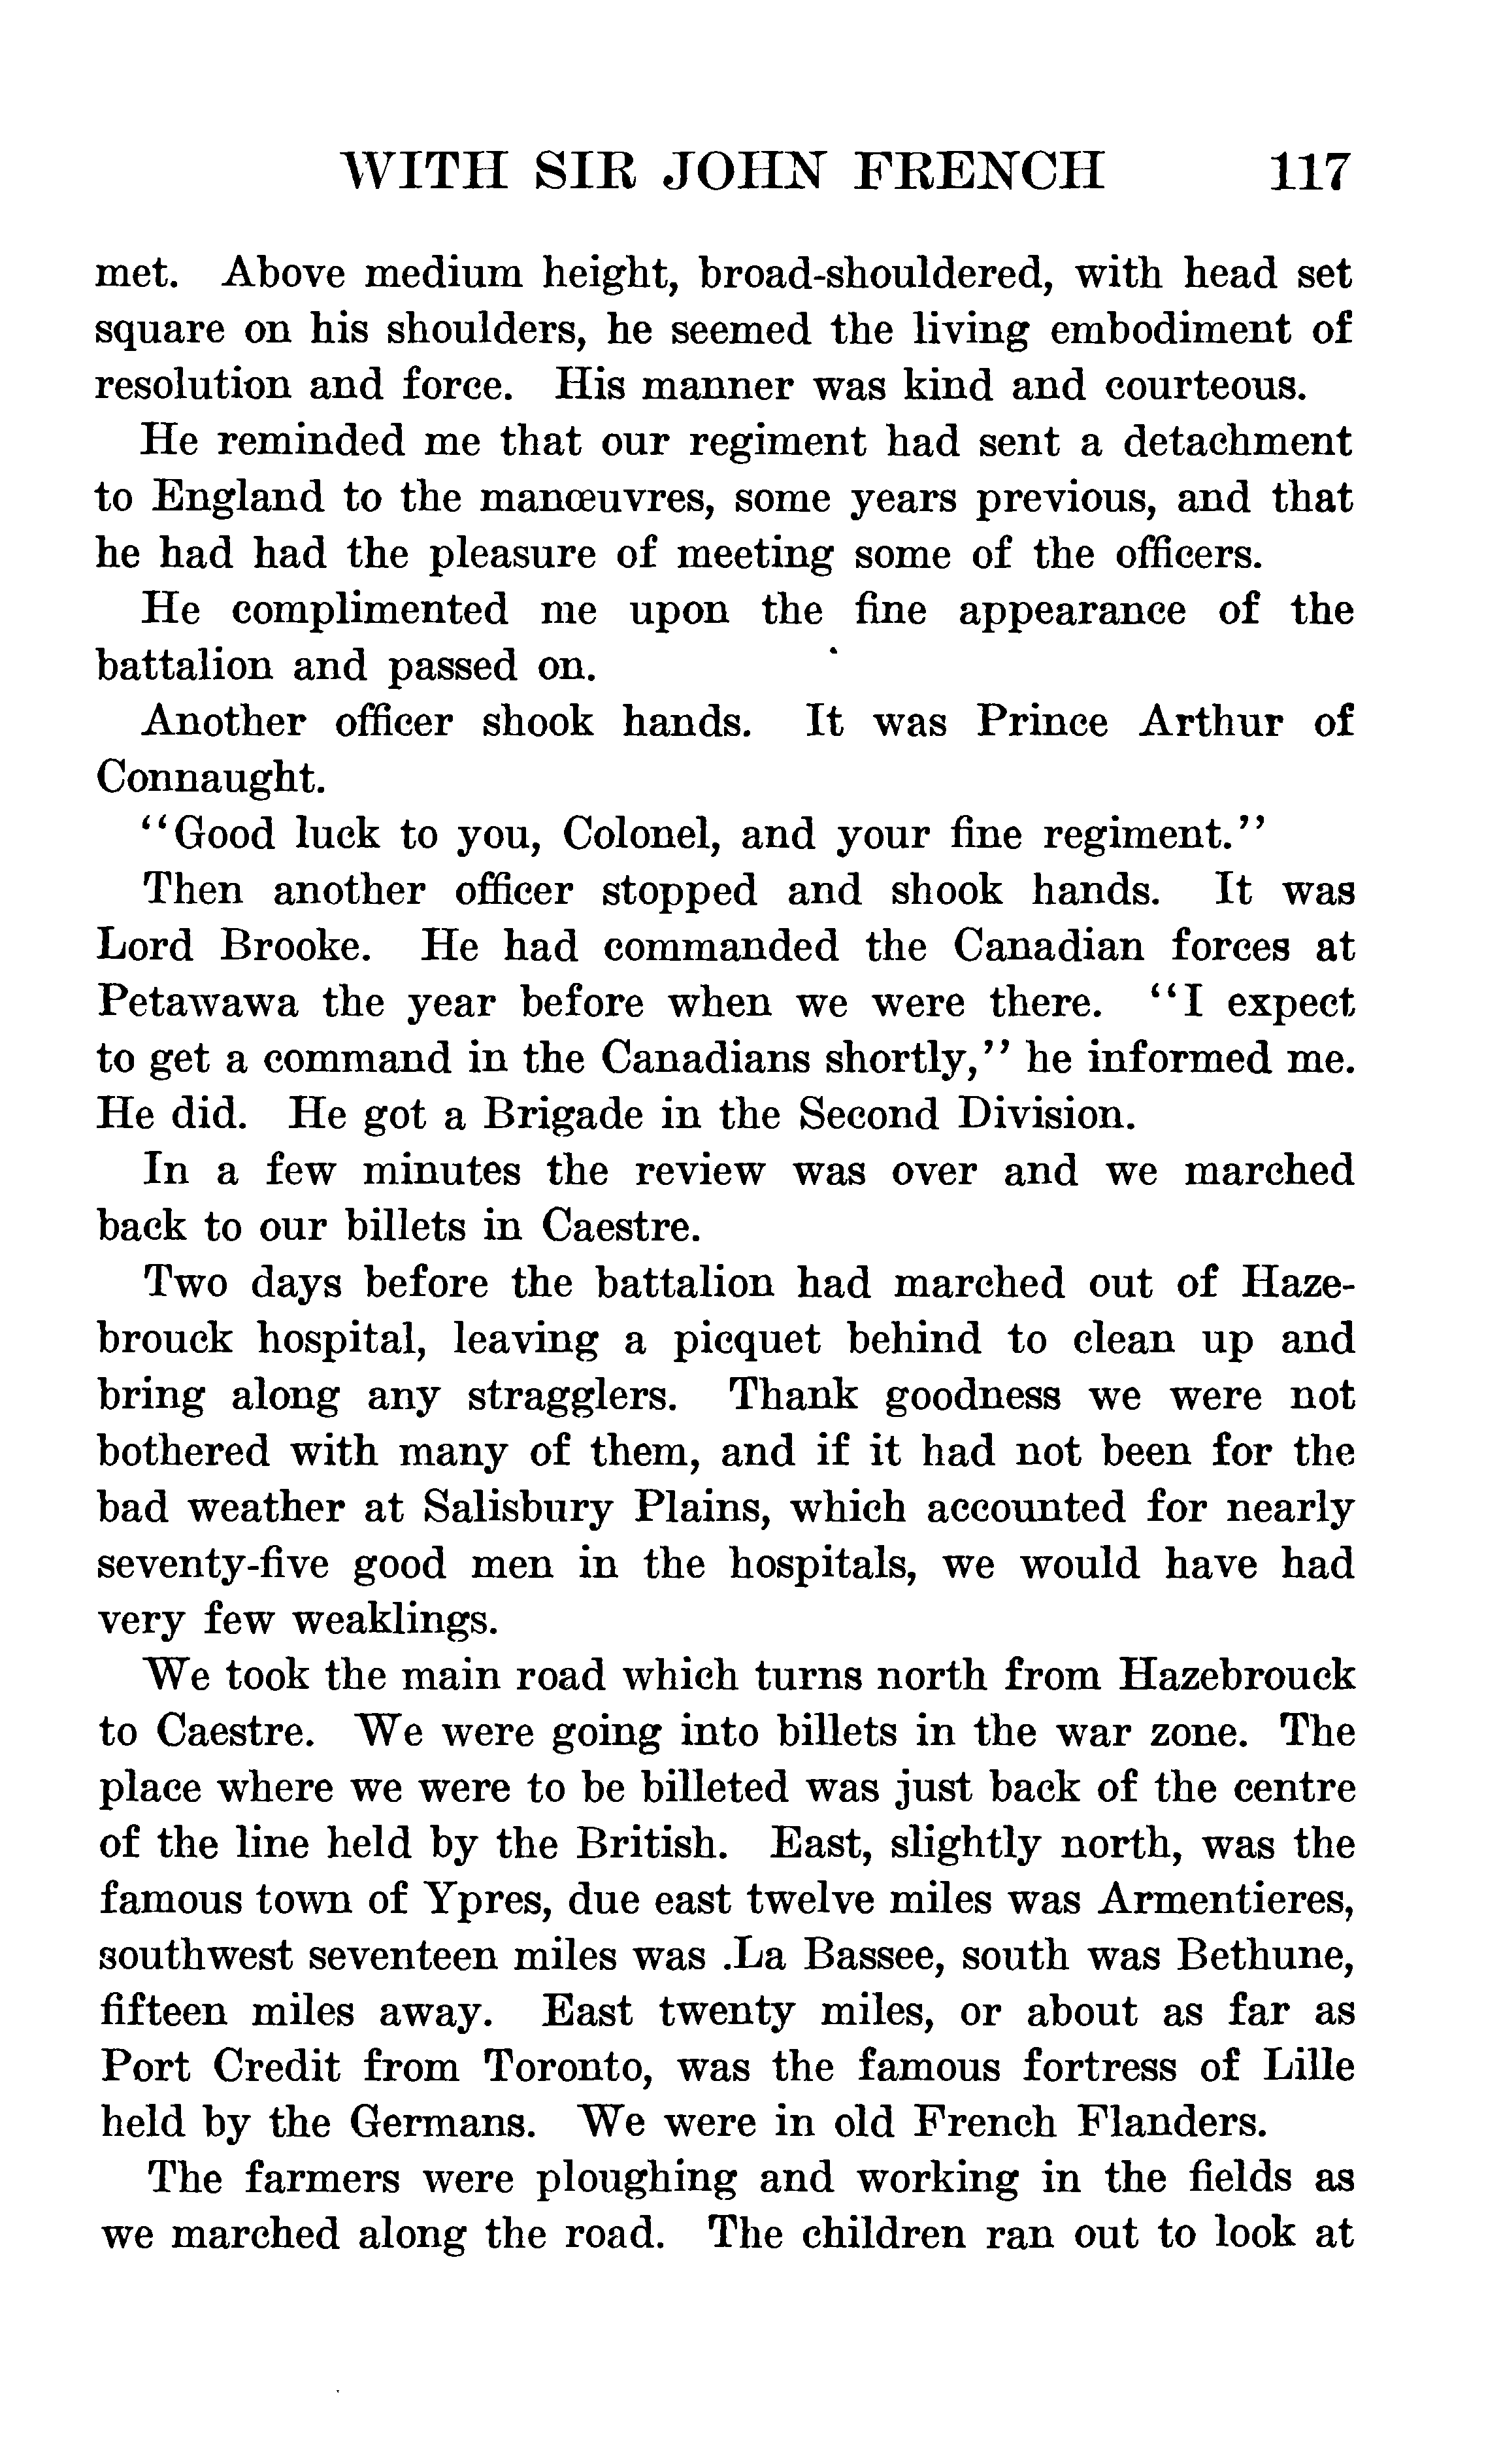 WITH SIR JOHN FRENCH 117
met. Above medium height, broad-shouldered, with head set
square on his shoulders, he seemed the living embodiment of
resolution and force. His manner was kind and courteous.
He reminded me that our regiment had sent a detachment
to England to the manœuvres, some years previous, and that
he had had the pleasure of meeting some of the officers.
He complimented me upon the fine appearance of the
battalion and passed on.
Another officer shook hands. It was Prince Arthur of
Connaught.
"Good luck to you, Colonel, and your fine regiment."
Then another officer stopped and shook hands. It was
Lord Brooke. He had commanded the Canadian forces at
Petawawa the year before when we were there. "I expect
to get a command in the Canadians shortly," he informed me.
He did. He got a Brigade in the Second Division.
In a few minutes the review was over and we marched
back to our billets in Caestre.
Two days before the battalion had marched out of Haze-
brouck hospital, leaving a picquet behind to clean up and
bring along any stragglers. Thank goodness we were not
bothered with many of them, and if it had not been for the
bad weather at Salisbury Plains, which accounted for nearly
seventy-five good men in the hospitals, we would have had
very few weaklings.
We took the main road which turns north from Hazebrouck
to Caestre. We were going into billets in the war zone. The
place where we were to be billeted was just back of the centre
of the line held by the British. East, slightly north, was the
famous town of Ypres, due east twelve miles was Armentieres,
southwest seventeen miles was .La Bassee, south was Bethune,
fifteen miles away. East twenty miles, or about as far as
Port Credit from Toronto, was the famous fortress of Lille
held by the Germans. We were in old French Flanders.
The farmers were ploughing and working in the fields as
we marched along the road. The children ran out to look at